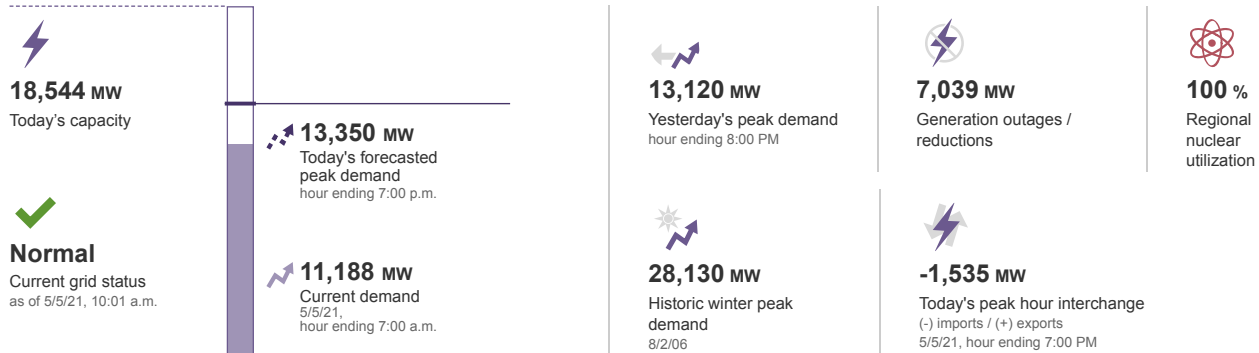 18,544 MW
Today's capacity
Normal
Current grid status
as of 5/5/21, 10:01 a.m.
13,350 MW
Today's forecasted
peak demand
hour ending 7:00 p.m.
11,188 MW
Current demand
5/5/21,
hour ending 7:00 a.m.
13,120 MW
Yesterday's peak demand
hour ending 8:00 PM
7,039 MW
Generation outages /
reductions
100 %
Regional
nuclear
utilization
28,130 MW
Historic winter peak
demand
8/2/06
-1,535 MW
Today's peak hour interchange
(-) imports / (+) exports
5/5/21, hour ending 7:00 PM